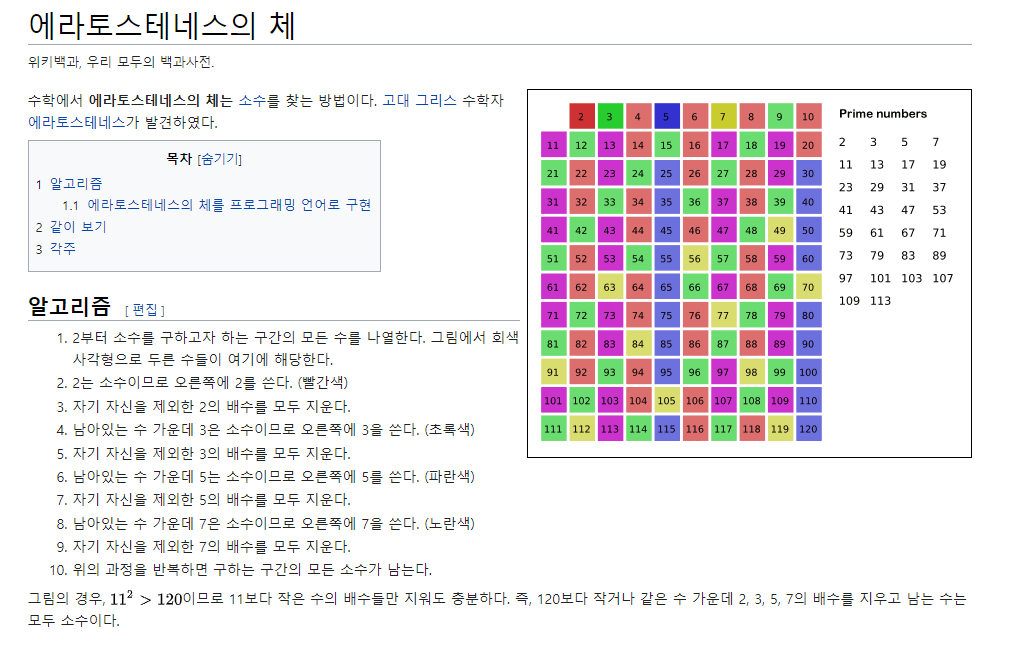 에라토스테네스의 체
위키백과, 우리 모두의 백과사전.
수학에서 에라토스테네스의 체는 소수를 찾는 방법이다. 고대 그리스 수학자
에라토스테네스가 발견하였다.
목차 [숨기기]
1 알고리즘
1.1 에라토스테네스의 체를 프로그래밍 언어로 구현
2 같이 보기
3 각주
알고리즘 [ 편집 ]
1. 2부터 소수를 구하고자 하는 구간의 모든 수를 나열한다. 그림에서 회색
사각형으로 두른 수들이 여기에 해당한다.
2. 2는 소수이므로 오른쪽에 2를 쓴다. (빨간색)
3. 자기 자신을 제외한 2의 배수를 모두 지운다.
4. 남아있는 수 가운데 3은 소수이므로 오른쪽에 3을 쓴다. (초록색)
5. 자기 자신을 제외한 3의 배수를 모두 지운다.
6. 남아있는 수 가운데 5는 소수이므로 오른쪽에 5를 쓴다. (파란색)
7. 자기 자신을 제외한 5의 배수를 모두 지운다.
8. 남아있는 수 가운데 7은 소수이므로 오른쪽에 7을 쓴다. (노란색)
9. 자기 자신을 제외한 7의 배수를 모두 지운다.
10. 위의 과정을 반복하면 구하는 구간의 모든 소수가 남는다.
2 3 4 5 6 7 8 9 10
11 12 13 14 15 16 17 18 19 20
21 22 23 24 25 26 27 28 29 30
31 32 33 34 35 36 37 38 39 40
41 42 43 44 45 46 47 48 49 50
51 52 53 54 55 56 57 58 59 60
61 62 63 64 65 66 67 68 69 70
71 72 73 74 75 76 77 78 79 80
81 82 83 84 85 86 87 88 89 90
91 92 93 94 95 96 97 98 99 100
101 102 103 104 105 106 107 108 109 110
111 112 113 114 115 116 117 118 119 120
Prime numbers
2 3 5 7
11 13 17 19
23 29 31 37
41 43 47 53
59 61 67 71
73 79 83 89
97 101 103 107
109 113
그림의 경우, 11² > 120이므로 11보다 작은 수의 배수들만 지워도 충분하다. 즉, 120보다 작거나 같은 수 가운데 2, 3, 5, 7의 배수를 지우고 남는 수는
모두 소수이다.